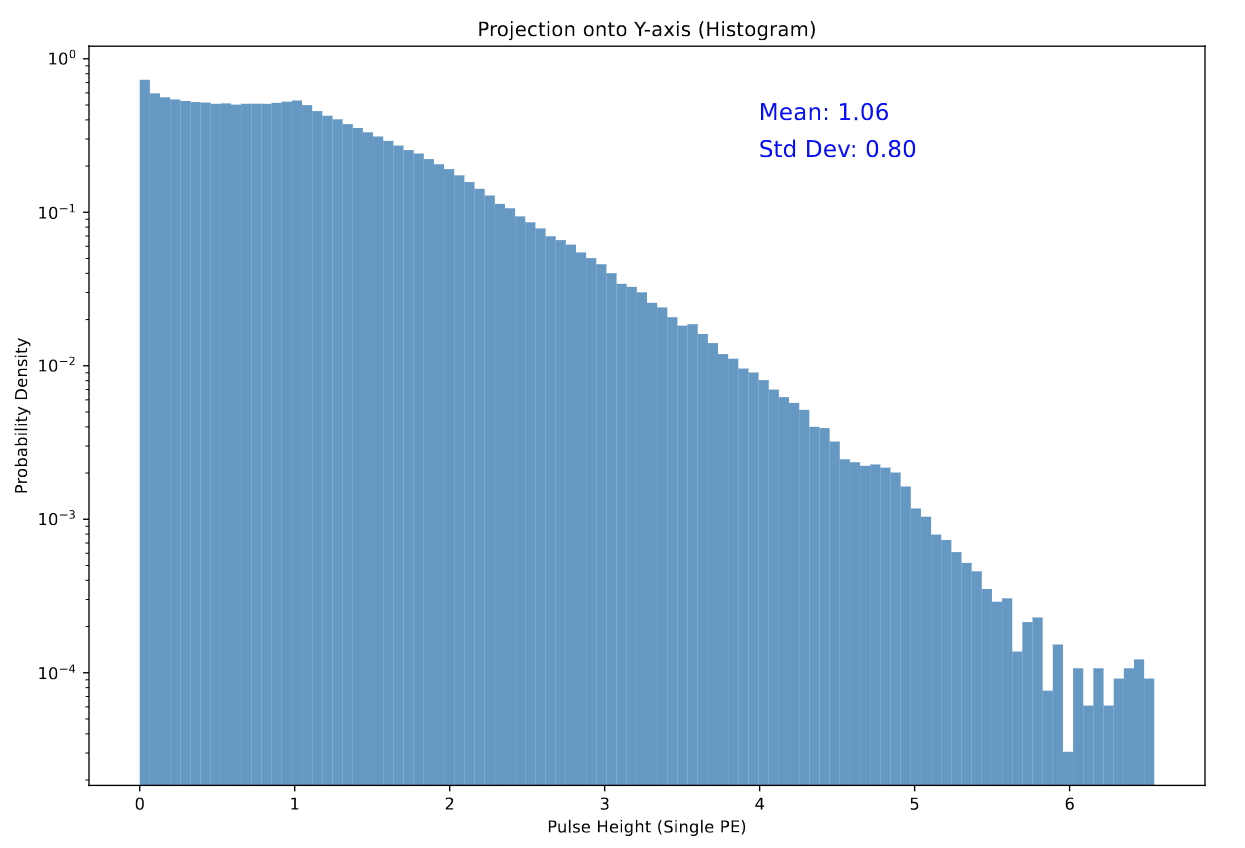 Projection onto Y-axis (Histogram)
Mean: 1.06
Std Dev: 0.80
Probability Density
10⁰
10⁻¹
10⁻²
10⁻³
10⁻⁴
0 1 2 3 4 5 6
Pulse Height (Single PE)